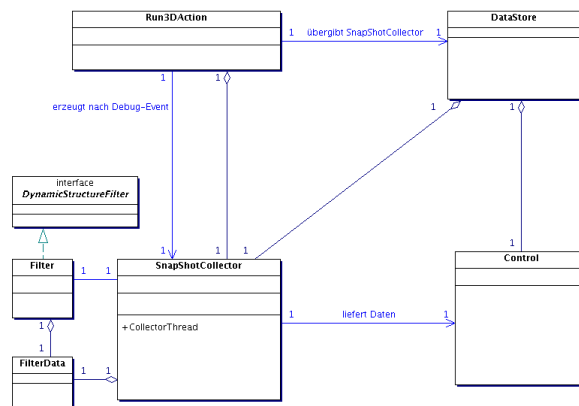 Run3DAction
DataStore
1 übergibt SnapShotCollector 1
1 1 1 1
erzeugt nach Debug-Event
interface
DynamicStructureFilter
1 1 1 1
Filter
SnapShotCollector
Control
1 1
1
+CollectorThread
1 liefert Daten 1
1
FilterData
1 1